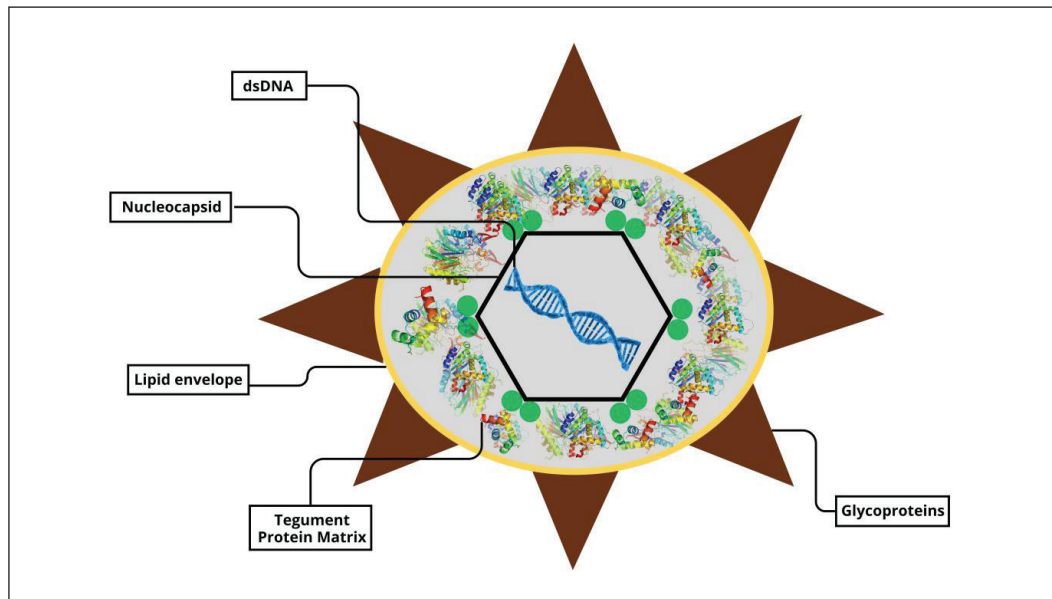 dsDNA
Nucleocapsid
Lipid envelope
Tegument
Protein Matrix
Glycoproteins